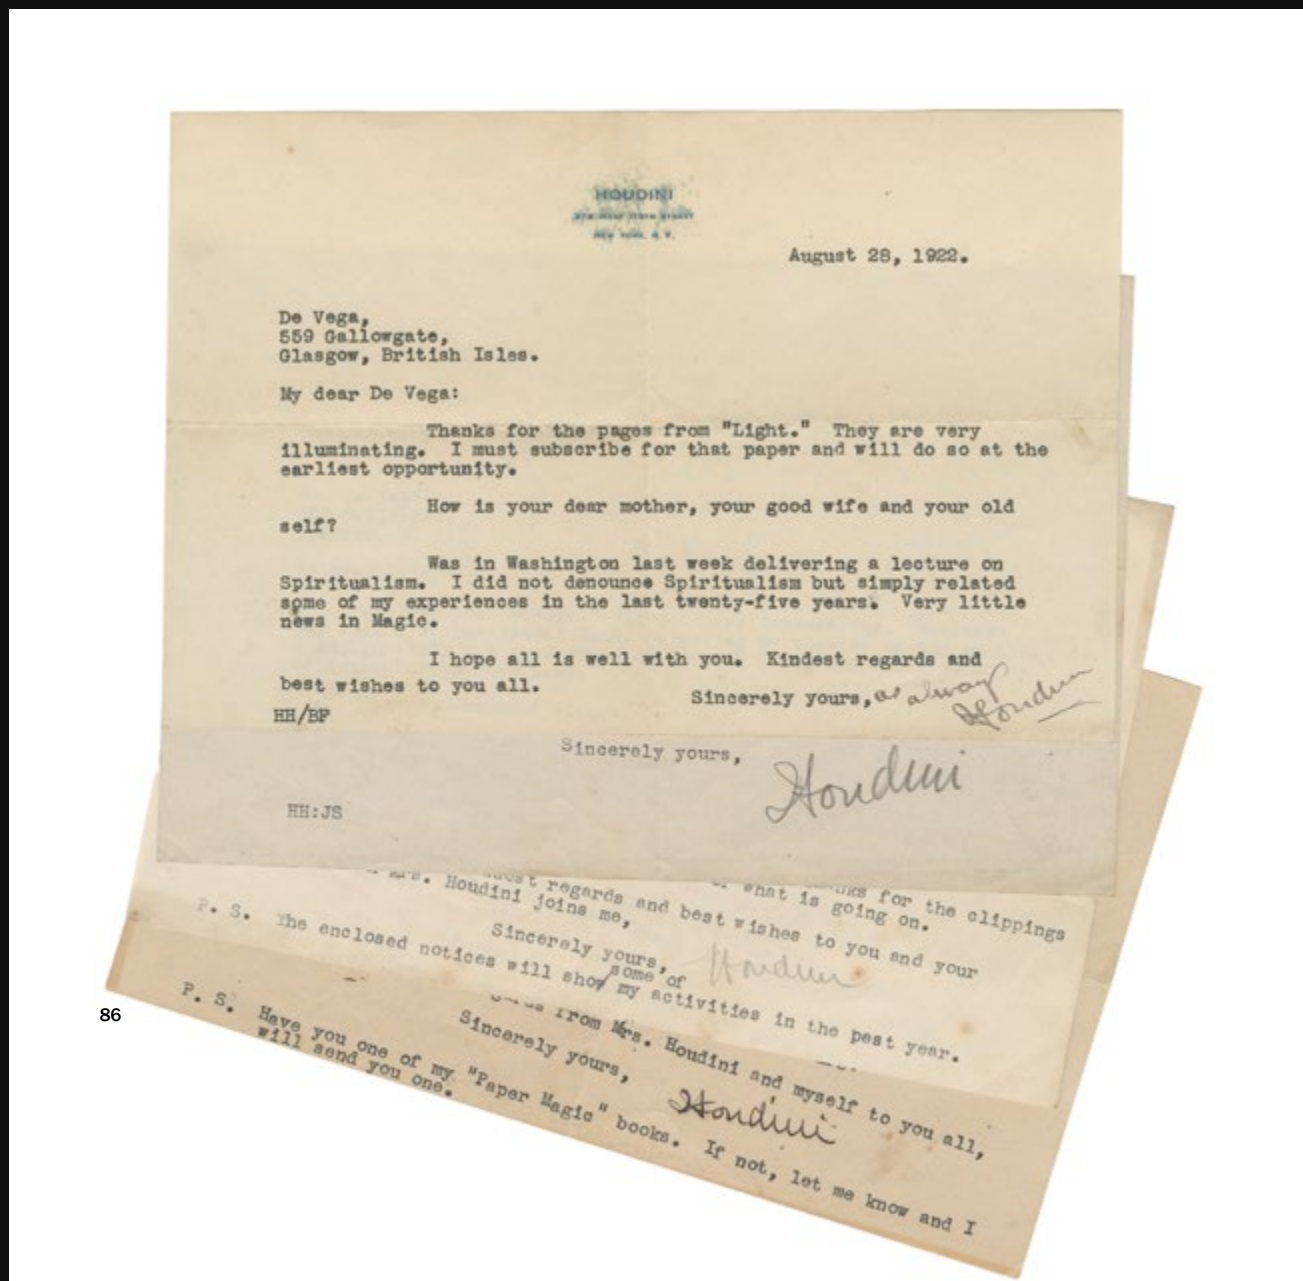 HOUDINI
NEW YORK, N. Y.
August 28, 1922.
De Vega,
559 Gallowgate,
Glasgow, British Isles.
My dear De Vega:
Thanks for the pages from "Light." They are very
illuminating. I must subscribe for that paper and will do so at the
earliest opportunity.
How is your dear mother, your good wife and your old
self?
Was in Washington last week delivering a lecture on
Spiritualism. I did not denounce Spiritualism but simply related
some of my experiences in the last twenty-five years. Very little
news in Magic.
I hope all is well with you. Kindest regards and
best wishes to you all.
Sincerely yours, as always
Houdini
HH/BF
Sincerely yours,
Houdini
HH:JS
for the clippings
what is going on.
regards and best wishes to you and your
Mrs. Houdini joins me,
Sincerely yours,
Houdini
P. S. The enclosed notices will show some of my activities in the past year.
from Mrs. Houdini and myself to you all,
Sincerely yours,
Houdini
P. S. Have you one of my "Paper Magic" books. If not, let me know and I
will send you one.
86